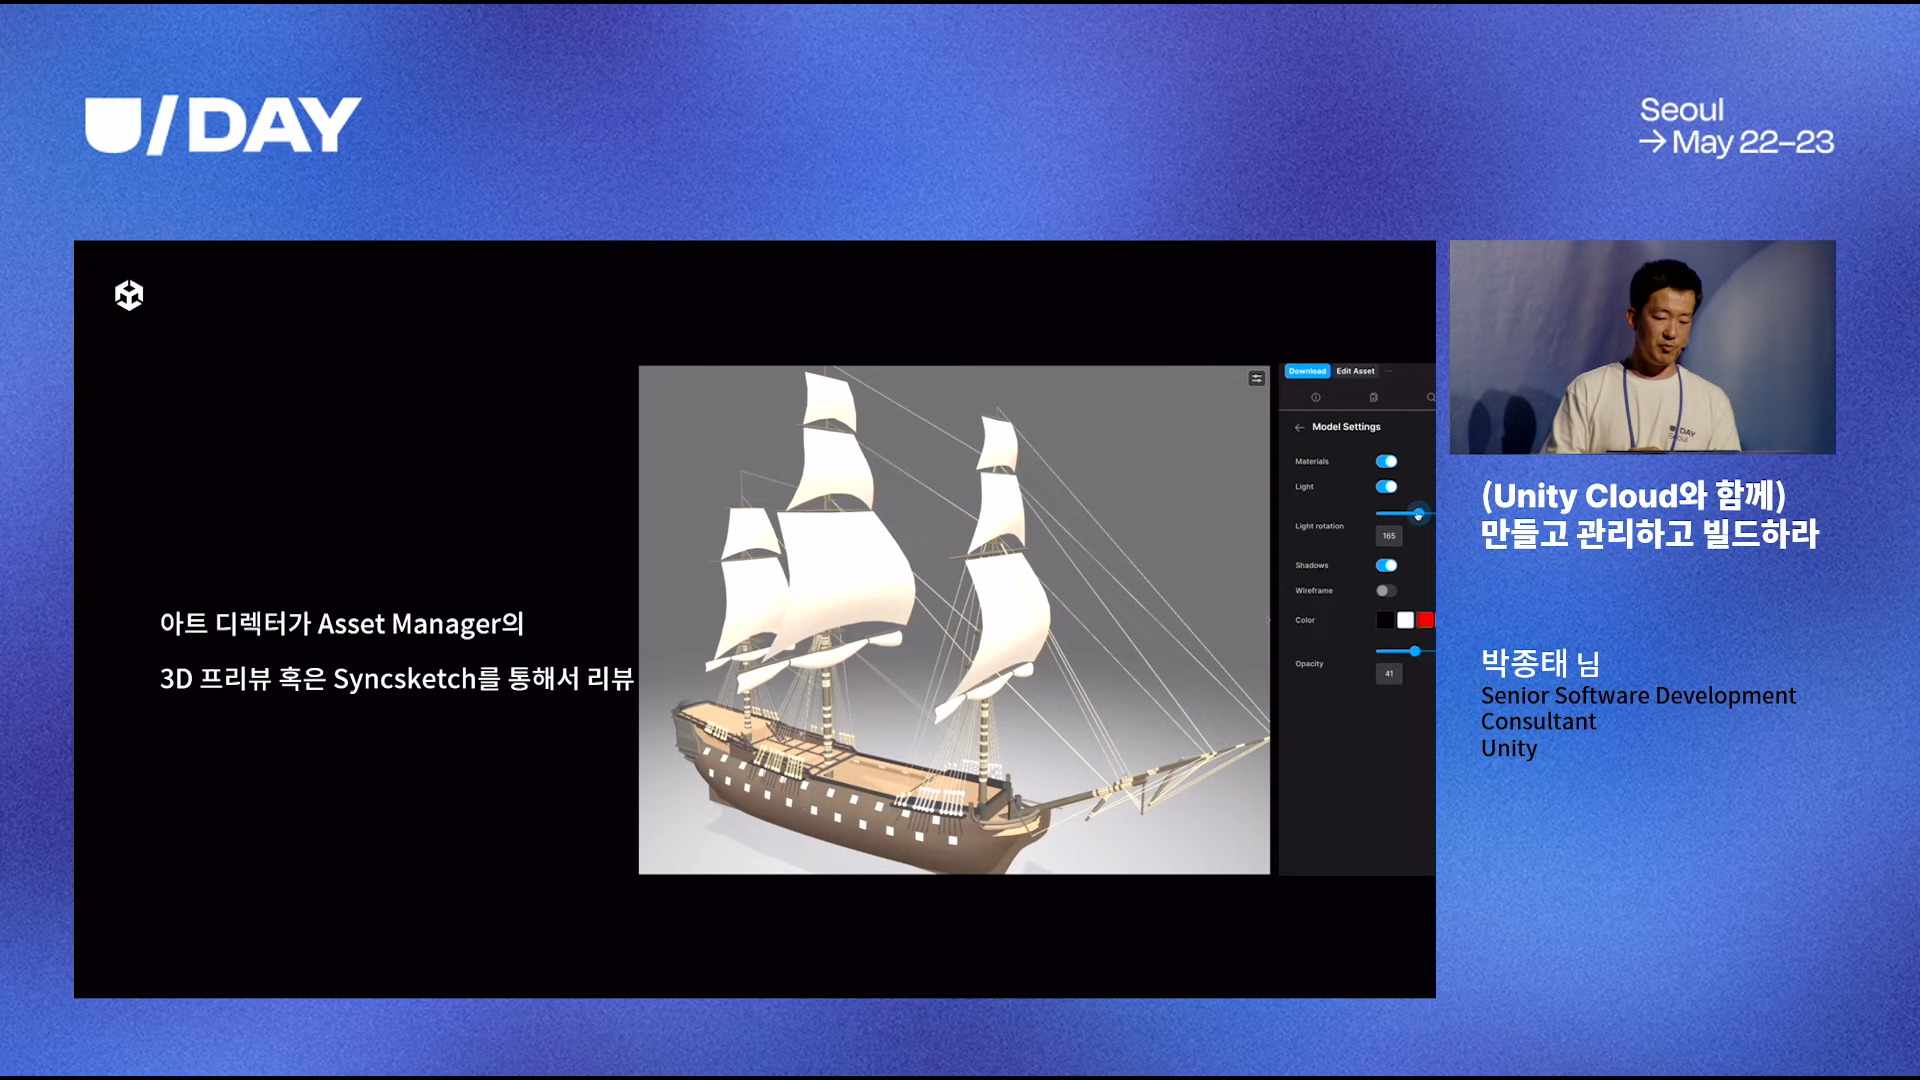 U/DAY
Seoul
→ May 22–23
아트 디렉터가 Asset Manager의
3D 프리뷰 혹은 Syncsketch를 통해서 리뷰
Download Edit Asset ...
Model Settings
Materials
Light
Light rotation
165
Shadows
Wireframe
Color
Opacity
41
U/DAY
Seoul
(Unity Cloud와 함께)
만들고 관리하고 빌드하라
박종태 님
Senior Software Development
Consultant
Unity